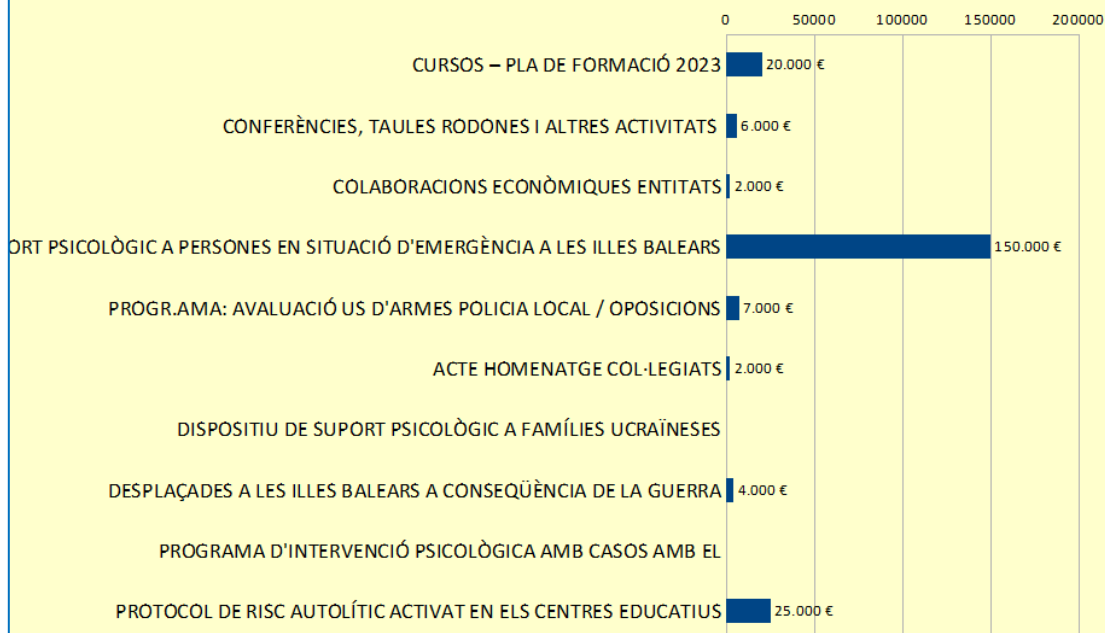 0 50000 100000 150000 200000
CURSOS – PLA DE FORMACIÓ 2023 20.000 €
CONFERÈNCIES, TAULES RODONES I ALTRES ACTIVITATS 6.000 €
COLABORACIONS ECONÒMIQUES ENTITATS 2.000 €
ORT PSICOLÒGIC A PERSONES EN SITUACIÓ D'EMERGÈNCIA A LES ILLES BALEARS 150.000 €
PROGR.AMA: AVALUACIÓ US D'ARMES POLICIA LOCAL / OPOSICIONS 7.000 €
ACTE HOMENATGE COL·LEGIATS 2.000 €
DISPOSITIU DE SUPORT PSICOLÒGIC A FAMÍLIES UCRAÏNESES
DESPLAÇADES A LES ILLES BALEARS A CONSEQÜÈNCIA DE LA GUERRA 4.000 €
PROGRAMA D'INTERVENCIÓ PSICOLÒGICA AMB CASOS AMB EL
PROTOCOL DE RISC AUTOLÍTIC ACTIVAT EN ELS CENTRES EDUCATIUS 25.000 €